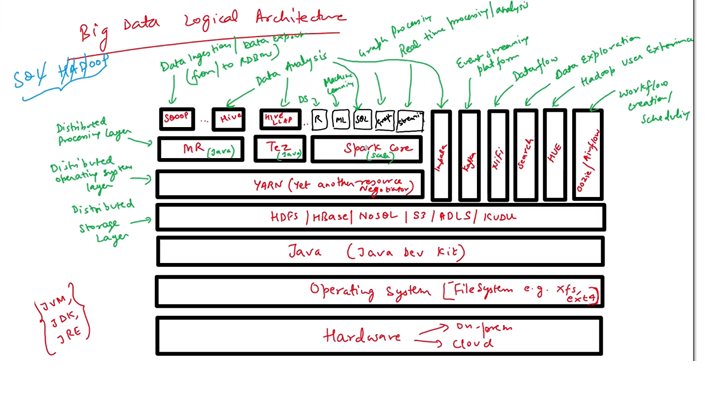 Big Data Logical Architecture
SQL HADOOP
Data Ingestion/Data Export
(from/to RDBMS)
Data Analysis
Machine
Learning
Graph Processing
Real time processing/analysis
Event streaming
platform
Dataflow
Data Exploration
Hadoop User Experience
Workflow
Creation/
Scheduling
Distributed
Processing Layer
SQOOP ... Hive
Hive
LLAP
DS
R
ML
SQL
Stream
MR (Java)
Tez (Java)
Spark Core
(Scala)
Impala
Kafka
NiFi
Search
HUE
Oozie/Airflow
Distributed
Operating System
Layer
YARN (Yet another resource
Negotiator)
Distributed
Storage
Layer
HDFS / HBase / NoSQL / S3 / ADLS / KUDU
Java (Java Dev Kit)
Operating System [FileSystem e.g. xfs,
ext4]
JVM,
JDK,
JRE
Hardware
On-prem
Cloud